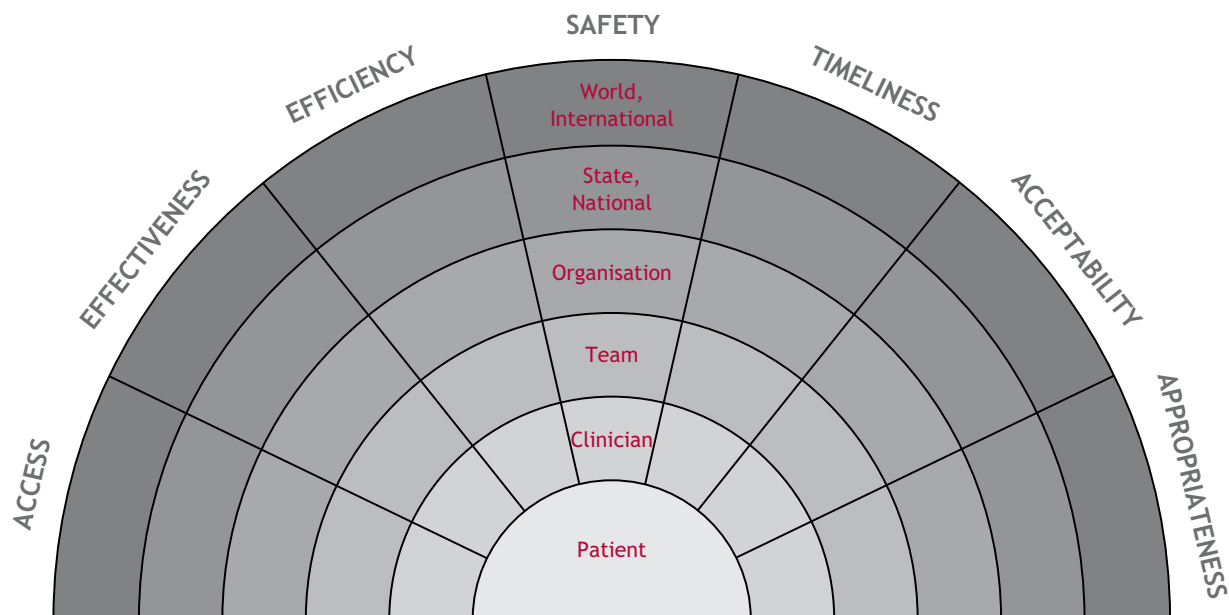 SAFETY
EFFICIENCY
TIMELINESS
EFFECTIVENESS
ACCEPTABILITY
ACCESS
APPROPRIATENESS
World,
International
State,
National
Organisation
Team
Clinician
Patient